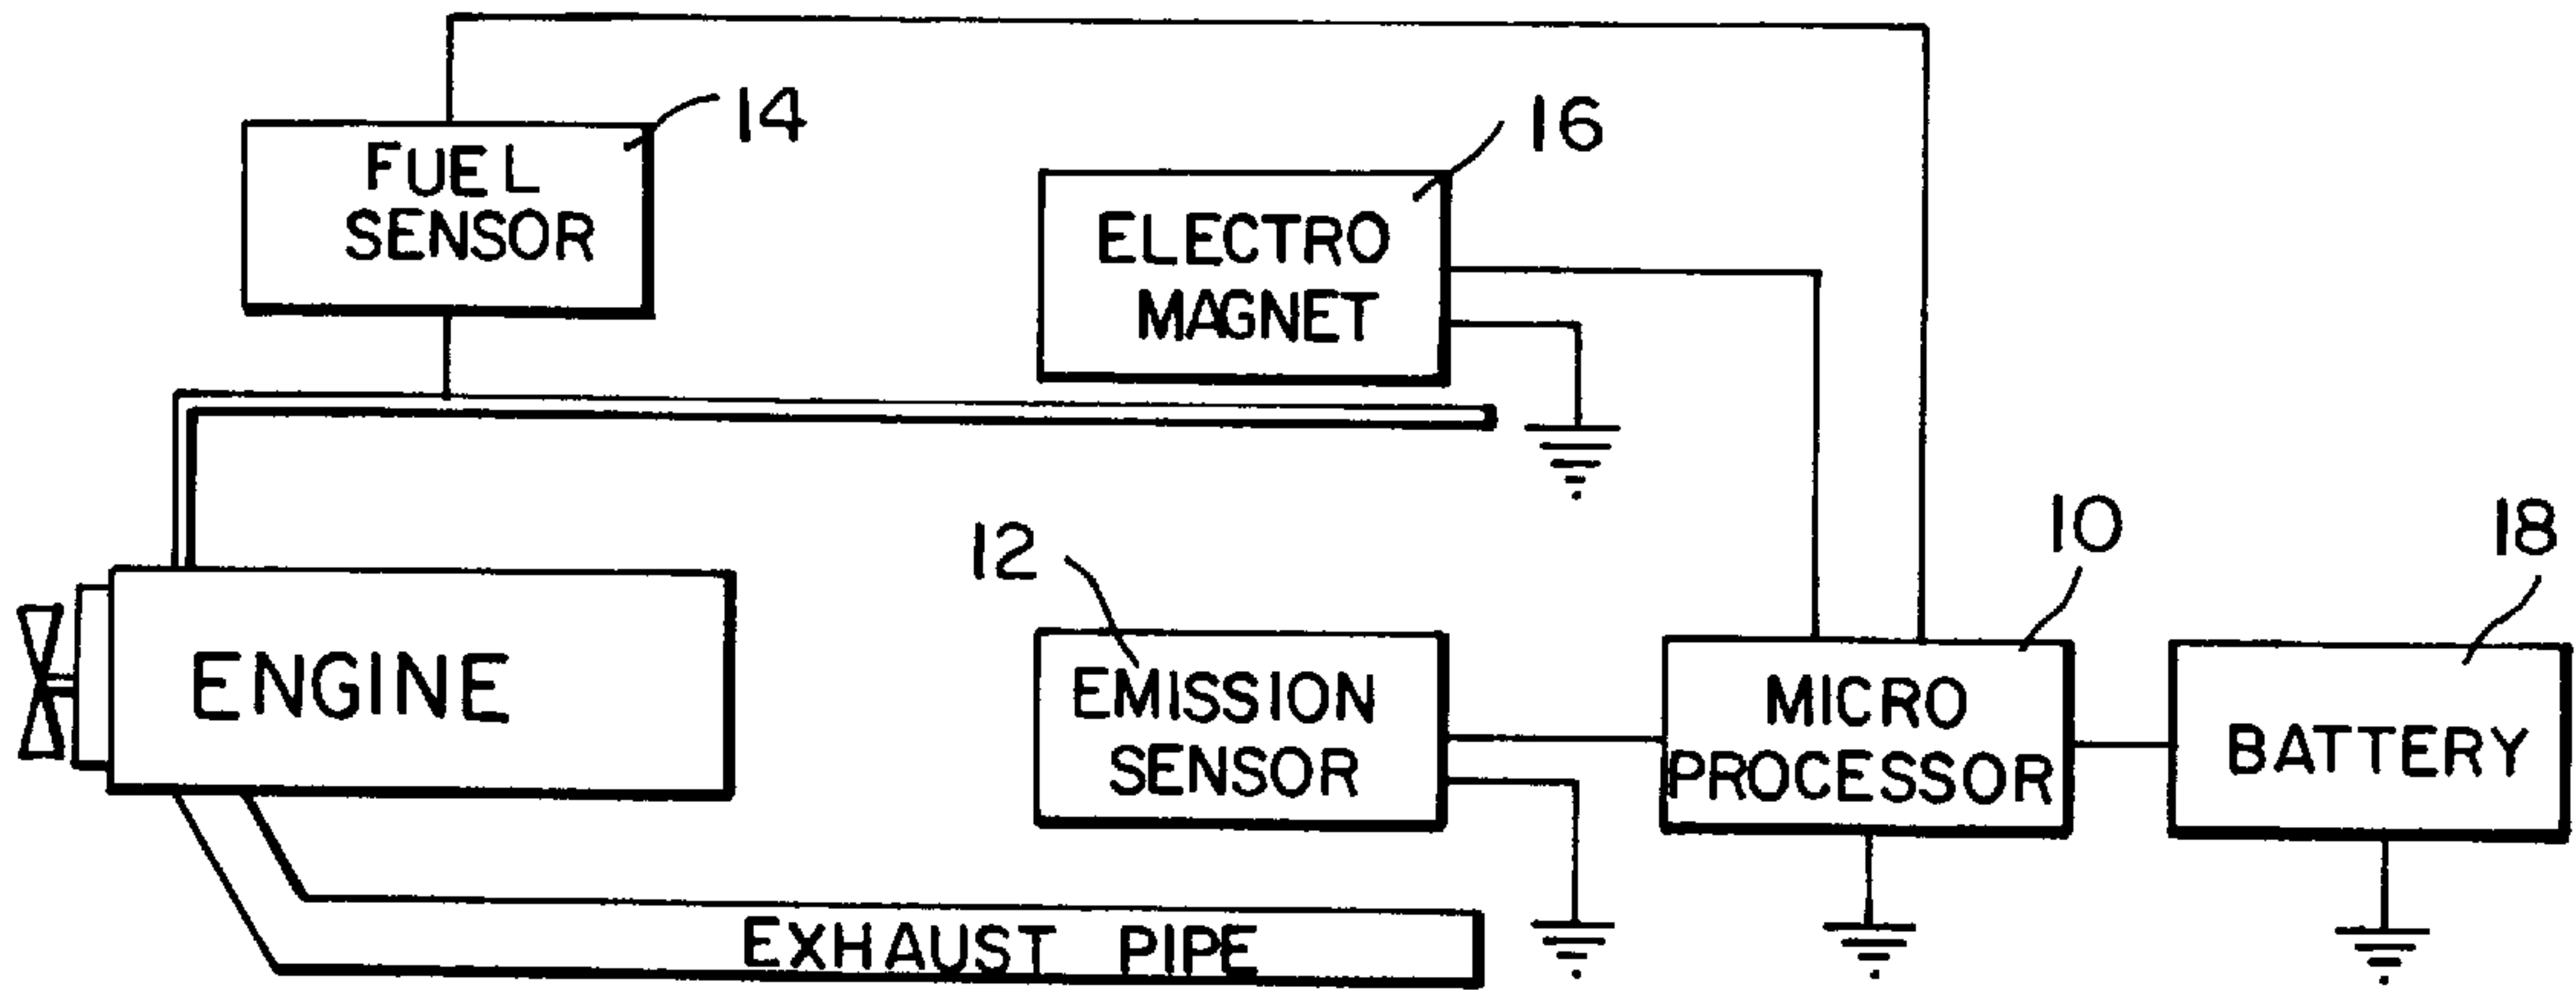 14
FUEL
SENSOR
16
ELECTRO
MAGNET
12
10
18
ENGINE
EMISSION
SENSOR
MICRO
PROCESSOR
BATTERY
EXHAUST PIPE